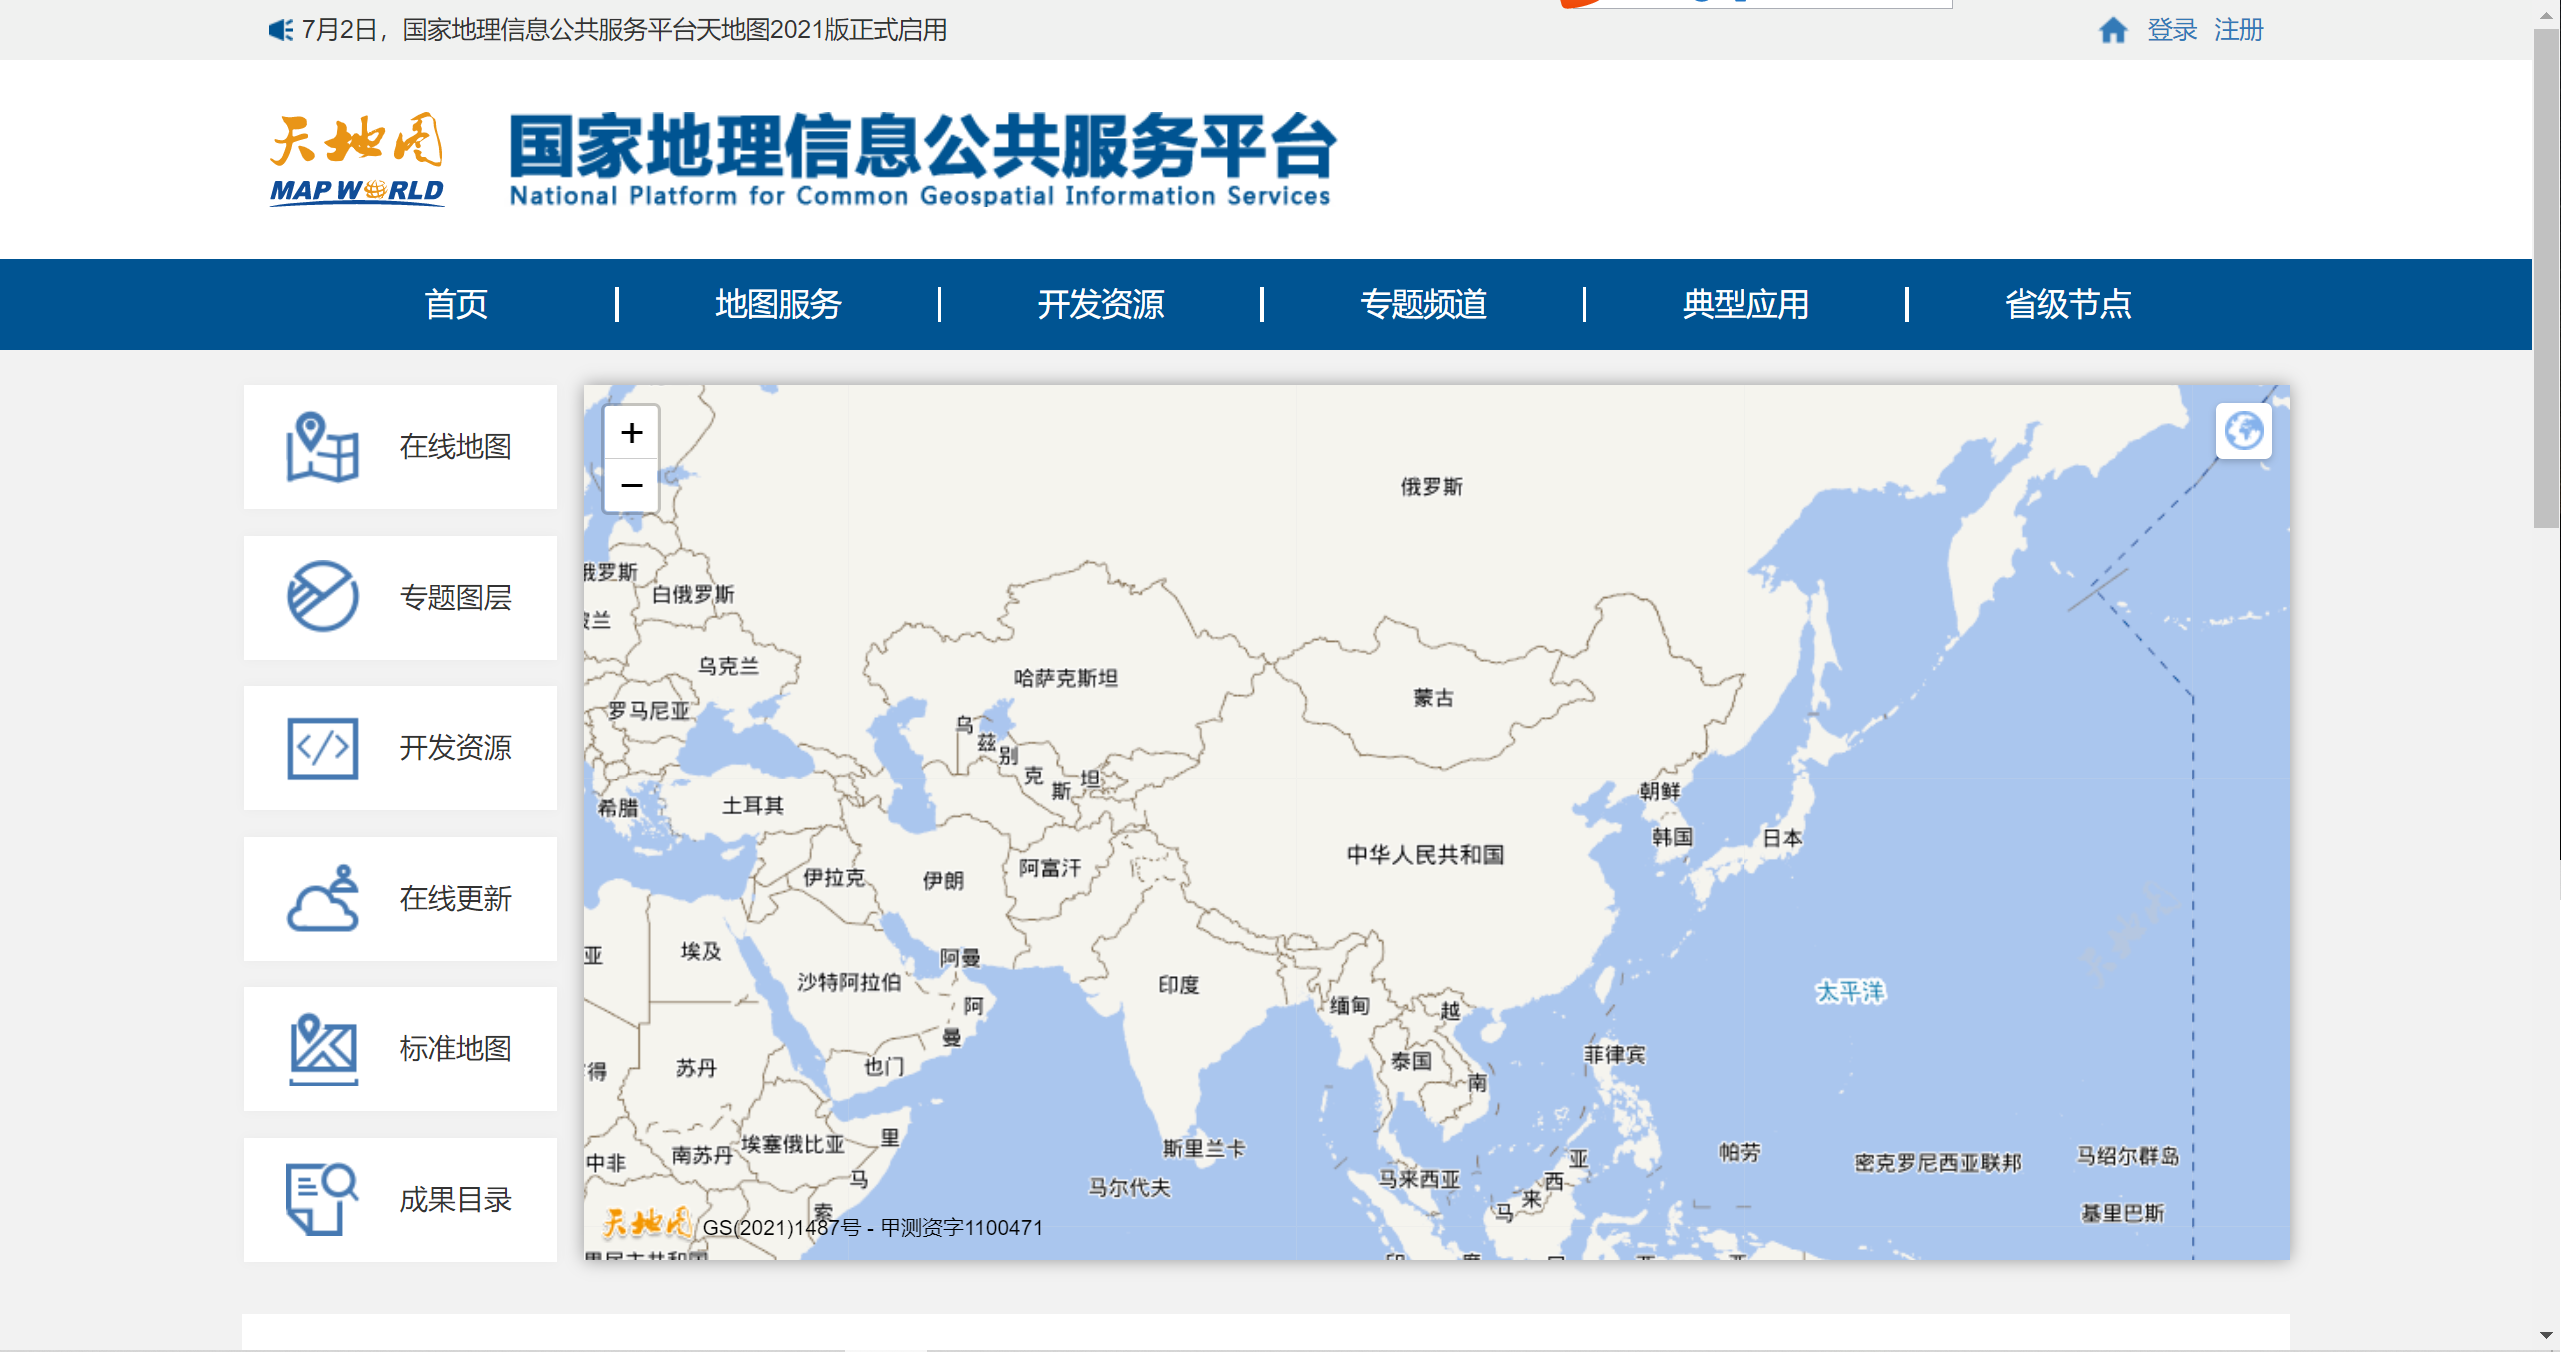 7月2日，国家地理信息公共服务平台天地图2021版正式启用
登录 注册
天地图
MAP WORLD
国家地理信息公共服务平台
National Platform for Common Geospatial Information Services
首页 地图服务 开发资源 专题频道 典型应用 省级节点
在线地图
专题图层
开发资源
在线更新
标准地图
成果目录
+
−
俄罗斯
俄罗斯
白俄罗斯
兰
乌克兰
哈萨克斯坦
罗马尼亚
蒙古
乌兹别克斯坦
朝鲜
希腊
土耳其
韩国
日本
中华人民共和国
阿富汗
伊拉克
伊朗
亚
埃及
阿曼
沙特阿拉伯
印度
太平洋
阿曼
缅甸
越南
泰国
菲律宾
得
苏丹
也门
埃塞俄比亚
斯里兰卡
帕劳
中非
南苏丹
马来西亚
密克罗尼西亚联邦
马绍尔群岛
马尔代夫
索马里
马来西亚
基里巴斯
天地图 GS(2021)1487号 - 甲测资字1100471
天地图